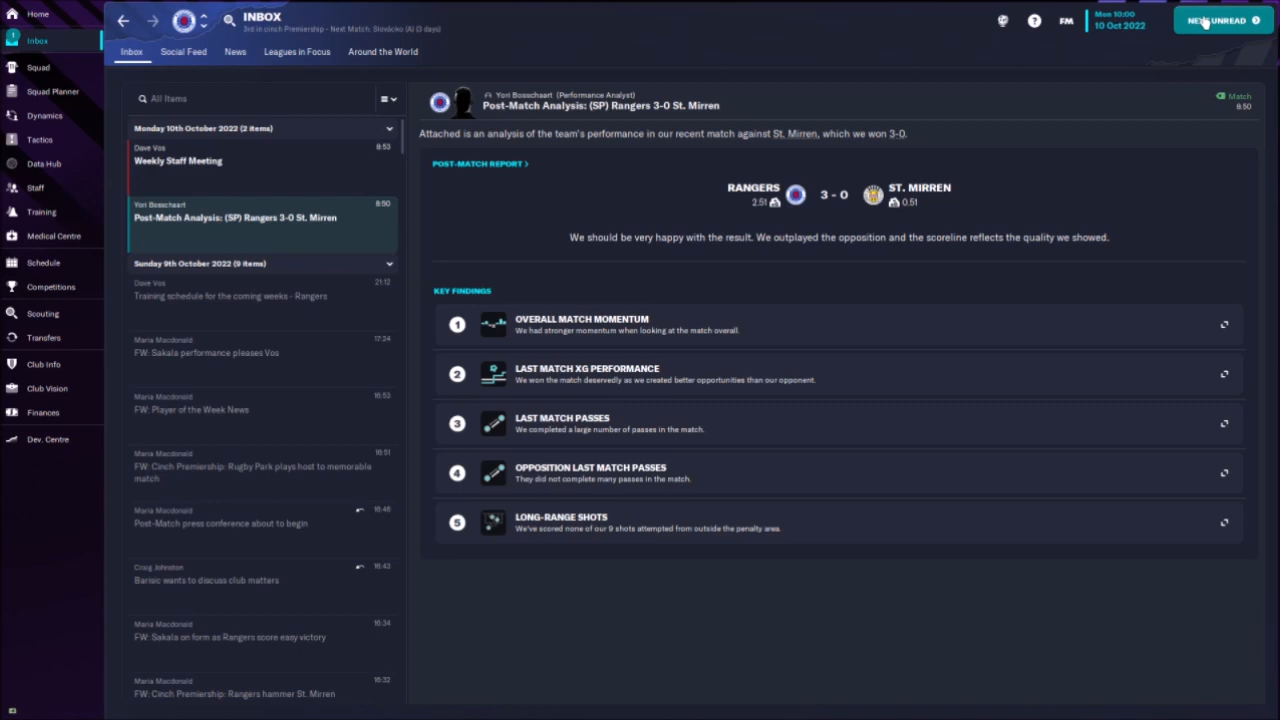 Home
Inbox
Squad
Squad Planner
Dynamics
Tactics
Data Hub
Staff
Training
Medical Centre
Schedule
Competitions
Scouting
Transfers
Club Info
Club Vision
Finances
Dev. Centre
INBOX
3rd in cinch Premiership - Next Match: Slovácko (A) (3 days)
FM
Mon 10:00
10 Oct 2022
NEXT UNREAD
Inbox
Social Feed
News
Leagues in Focus
Around the World
All Items
Monday 10th October 2022 (2 items)
Dave Vos
8:53
Weekly Staff Meeting
Yori Bosschaart
8:50
Post-Match Analysis: (SP) Rangers 3-0 St. Mirren
Sunday 9th October 2022 (9 items)
Dave Vos
21:12
Training schedule for the coming weeks - Rangers
Maria Macdonald
17:24
FW: Sakala performance pleases Vos
Maria Macdonald
16:53
FW: Player of the Week News
Maria Macdonald
16:51
FW: Cinch Premiership: Rugby Park plays host to memorable
match
Maria Macdonald
16:46
Post-Match press conference about to begin
Craig Johnston
16:43
Barisic wants to discuss club matters
Maria Macdonald
16:34
FW: Sakala on form as Rangers score easy victory
Maria Macdonald
16:32
FW: Cinch Premiership: Rangers hammer St. Mirren
Yori Bosschaart (Performance Analyst)
Post-Match Analysis: (SP) Rangers 3-0 St. Mirren
Match
8:50
Attached is an analysis of the team's performance in our recent match against St. Mirren, which we won 3-0.
POST-MATCH REPORT >
RANGERS
2.51
3 - 0
ST. MIRREN
0.51
We should be very happy with the result. We outplayed the opposition and the scoreline reflects the quality we showed.
KEY FINDINGS
1
OVERALL MATCH MOMENTUM
We had stronger momentum when looking at the match overall.
2
LAST MATCH XG PERFORMANCE
We won the match deservedly as we created better opportunities than our opponent.
3
LAST MATCH PASSES
We completed a large number of passes in the match.
4
OPPOSITION LAST MATCH PASSES
They did not complete many passes in the match.
5
LONG-RANGE SHOTS
We've scored none of our 9 shots attempted from outside the penalty area.